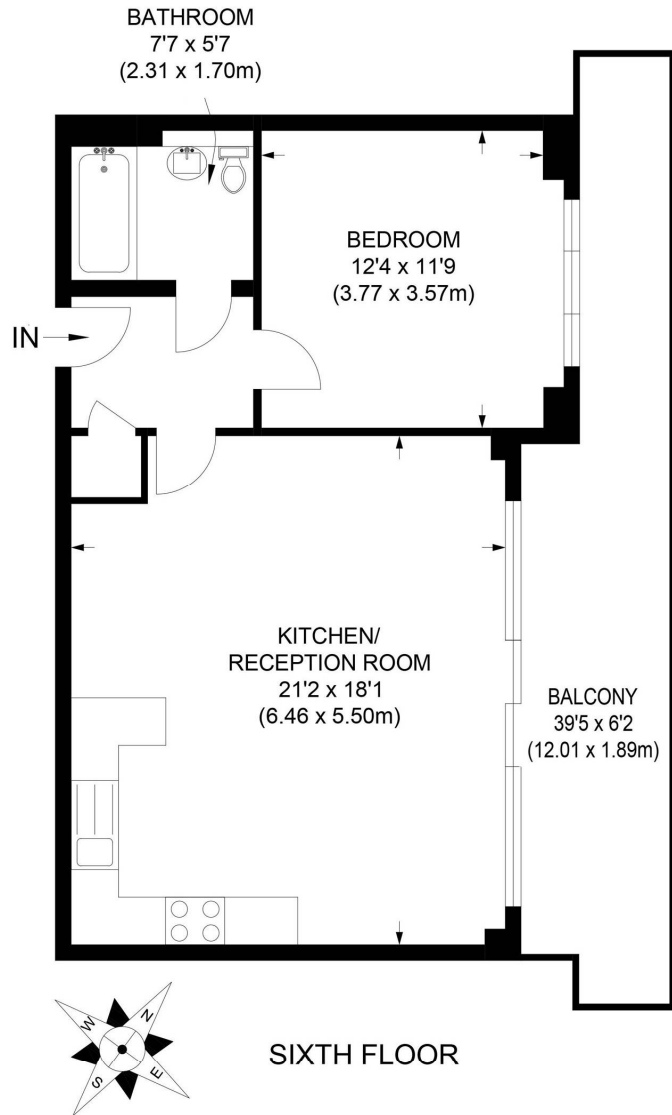 BATHROOM
7'7 x 5'7
(2.31 x 1.70m)
BEDROOM
12'4 x 11'9
(3.77 x 3.57m)
IN
KITCHEN/
RECEPTION ROOM
21'2 x 18'1
(6.46 x 5.50m)
BALCONY
39'5 x 6'2
(12.01 x 1.89m)
W
N
S
E
SIXTH FLOOR